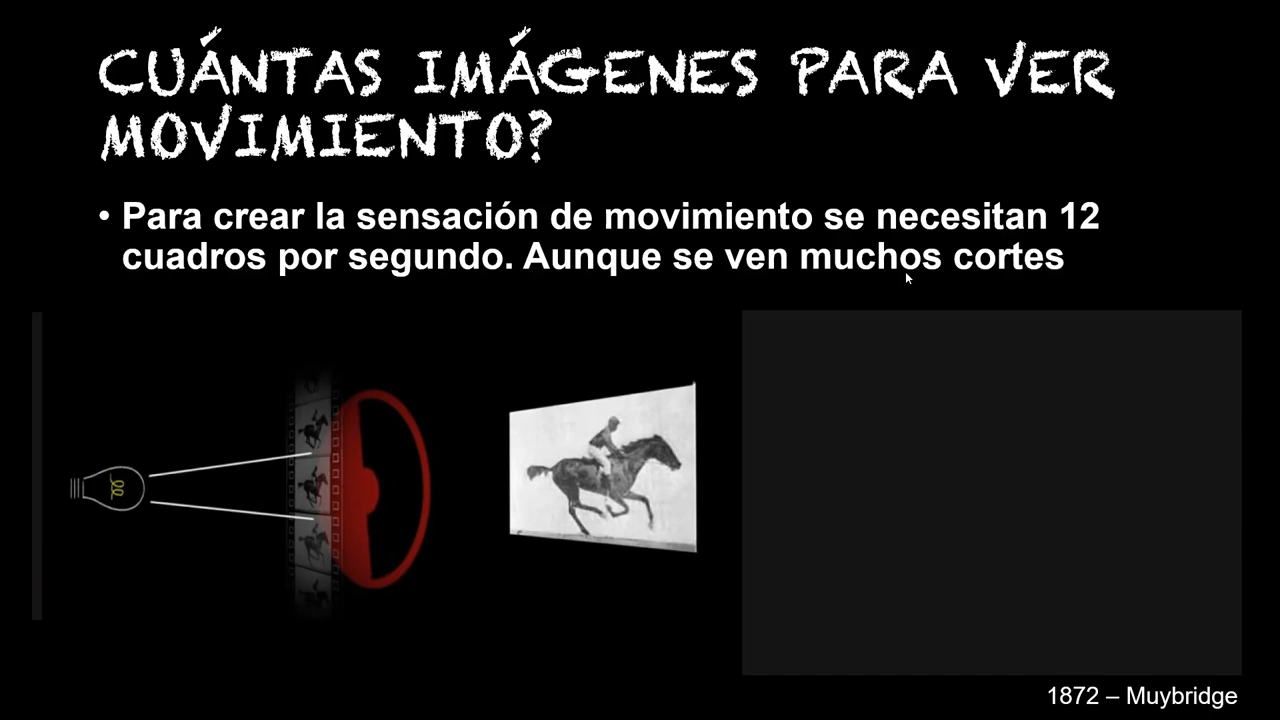 CUÁNTAS IMÁGENES PARA VER
MOVIMIENTO?
• Para crear la sensación de movimiento se necesitan 12
cuadros por segundo. Aunque se ven muchos cortes
1872 – Muybridge